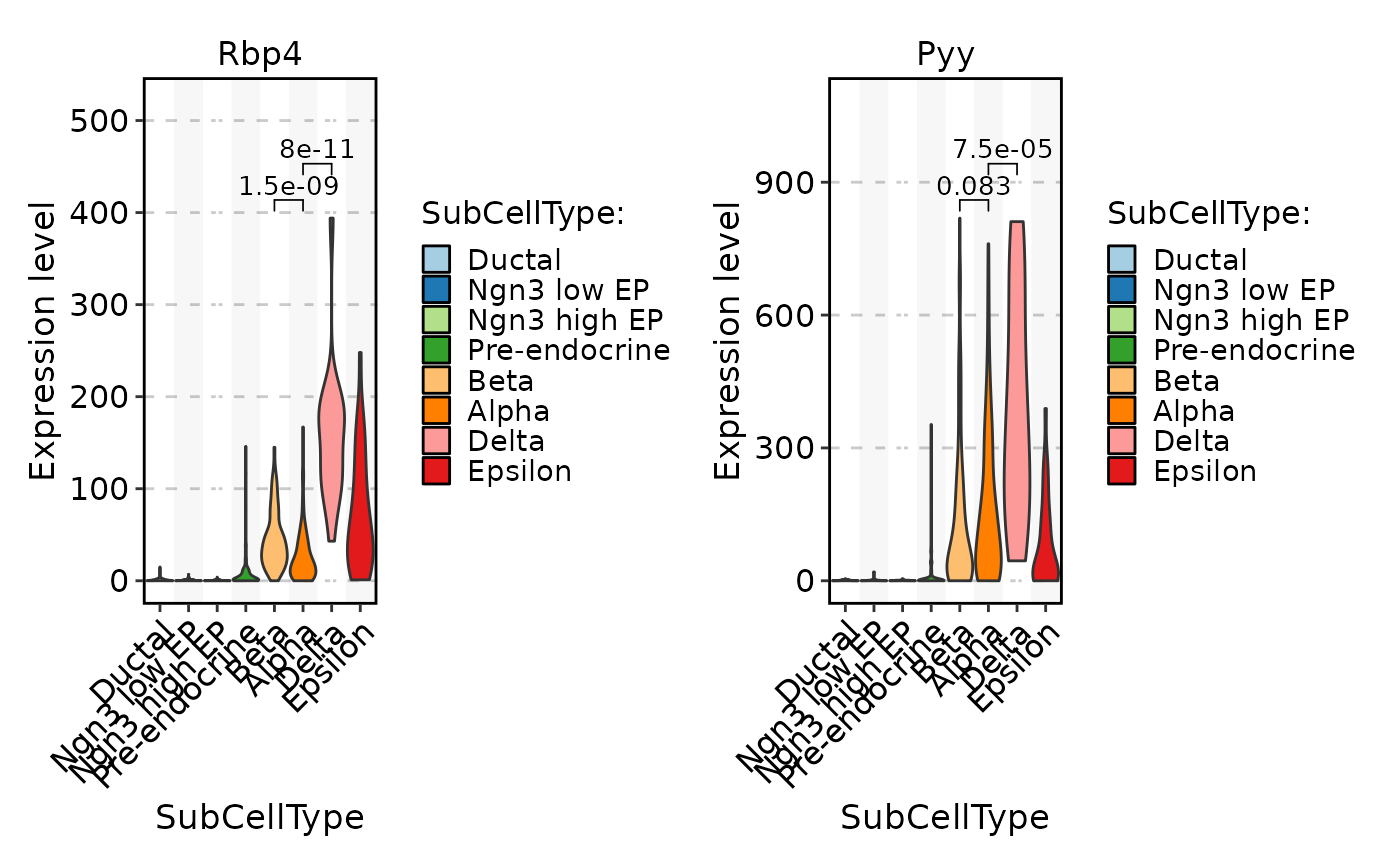 Rbp4
Expression level
500
400
300
200
100
0
8e-11
1.5e-09
Ductal
Ngn3 low EP
Ngn3 high EP
Pre-endocrine
Beta
Alpha
Delta
Epsilon
SubCellType
SubCellType:
Ductal
Ngn3 low EP
Ngn3 high EP
Pre-endocrine
Beta
Alpha
Delta
Epsilon
Pyy
Expression level
900
600
300
0
7.5e-05
0.083
Ductal
Ngn3 low EP
Ngn3 high EP
Pre-endocrine
Beta
Alpha
Delta
Epsilon
SubCellType
SubCellType:
Ductal
Ngn3 low EP
Ngn3 high EP
Pre-endocrine
Beta
Alpha
Delta
Epsilon